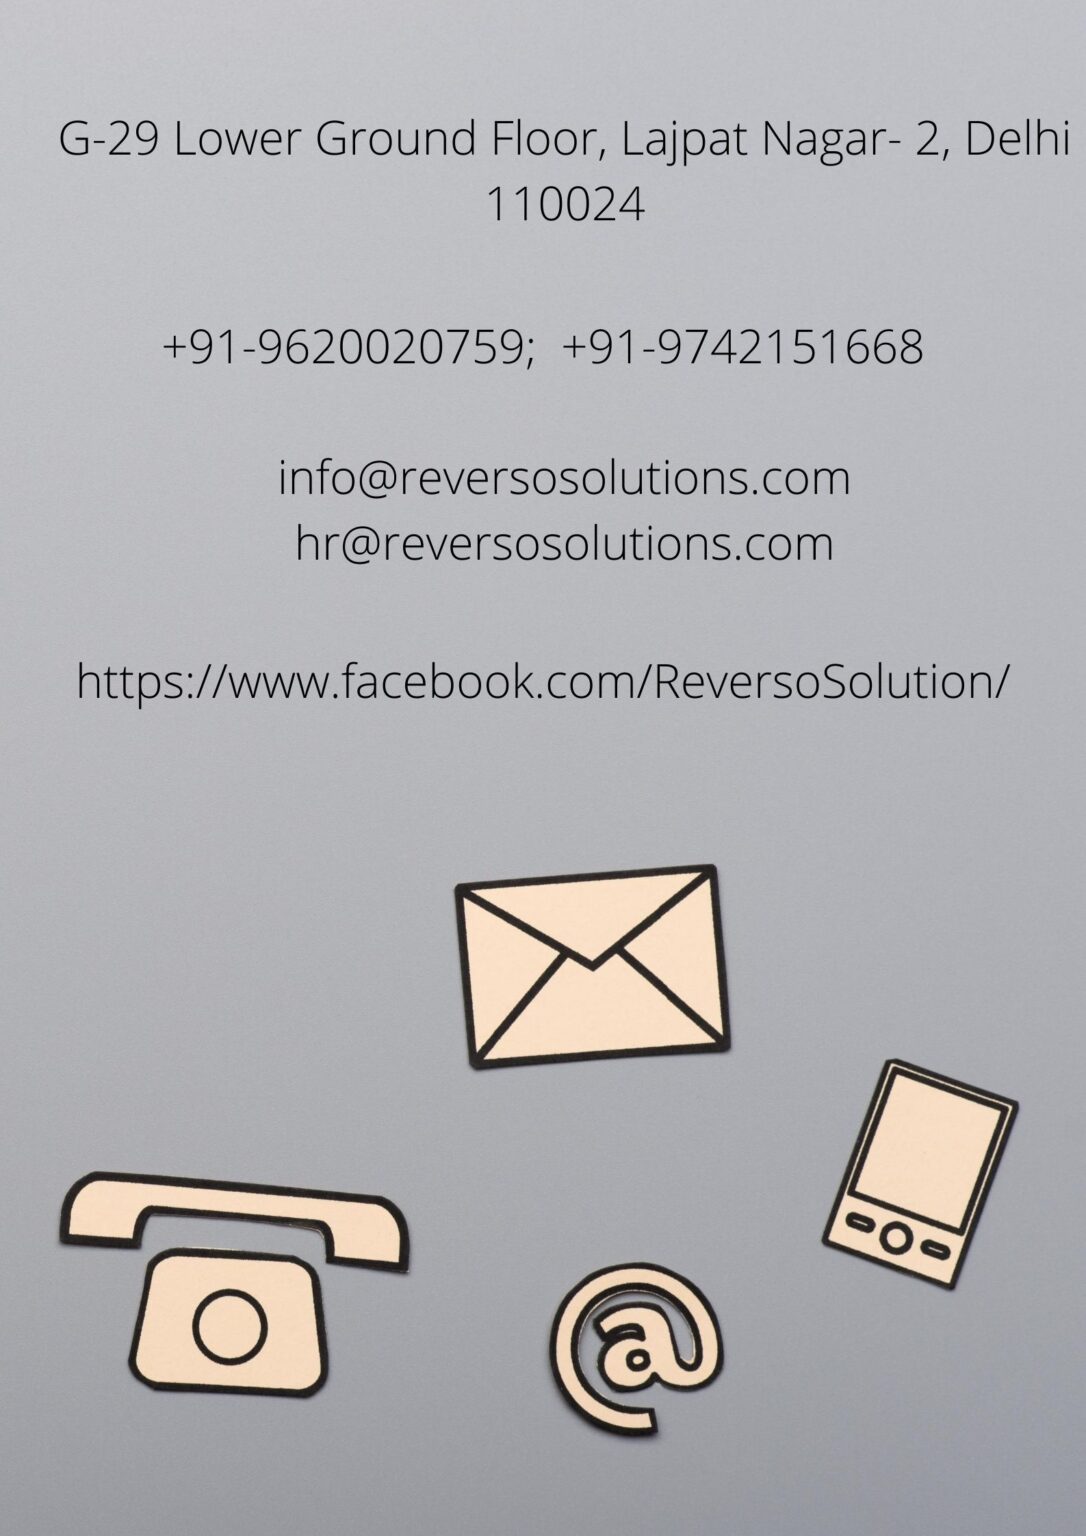 G-29 Lower Ground Floor, Lajpat Nagar- 2, Delhi
110024
+91-9620020759;  +91-9742151668
info@reversosolutions.com
hr@reversosolutions.com
https://www.facebook.com/ReversoSolution/
@